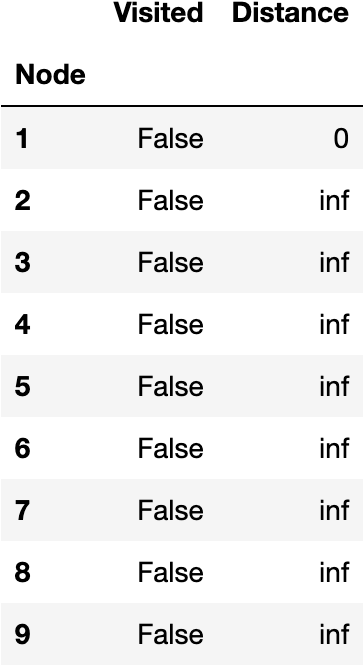 Visited Distance
Node
1 False 0
2 False inf
3 False inf
4 False inf
5 False inf
6 False inf
7 False inf
8 False inf
9 False inf